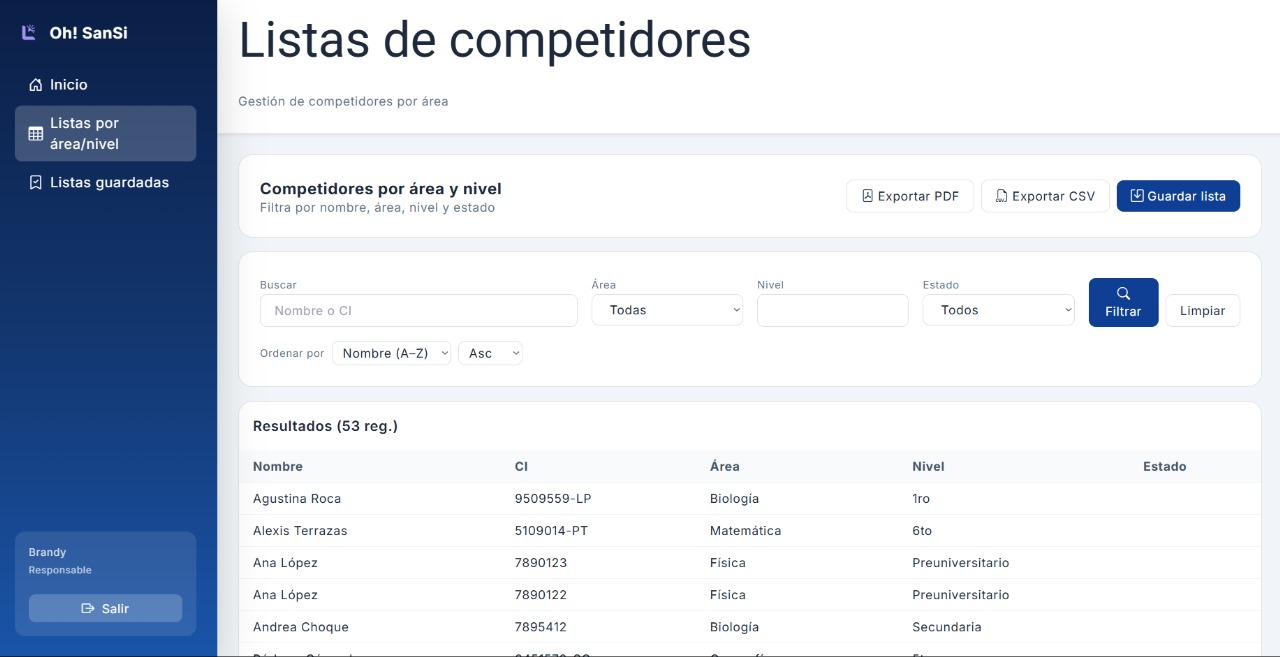 Oh! SanSi
Inicio
Listas por
área/nivel
Listas guardadas
Brandy
Responsable
Salir
Listas de competidores
Gestión de competidores por área
Competidores por área y nivel
Filtra por nombre, área, nivel y estado
Exportar PDF
Exportar CSV
Guardar lista
Buscar
Nombre o CI
Área
Todas
Nivel
Estado
Todos
Filtrar
Limpiar
Ordenar por
Nombre (A–Z)
Asc
Resultados (53 reg.)
Nombre CI Área Nivel Estado
Agustina Roca 9509559-LP Biología 1ro
Alexis Terrazas 5109014-PT Matemática 6to
Ana López 7890123 Física Preuniversitario
Ana López 7890122 Física Preuniversitario
Andrea Choque 7895412 Biología Secundaria